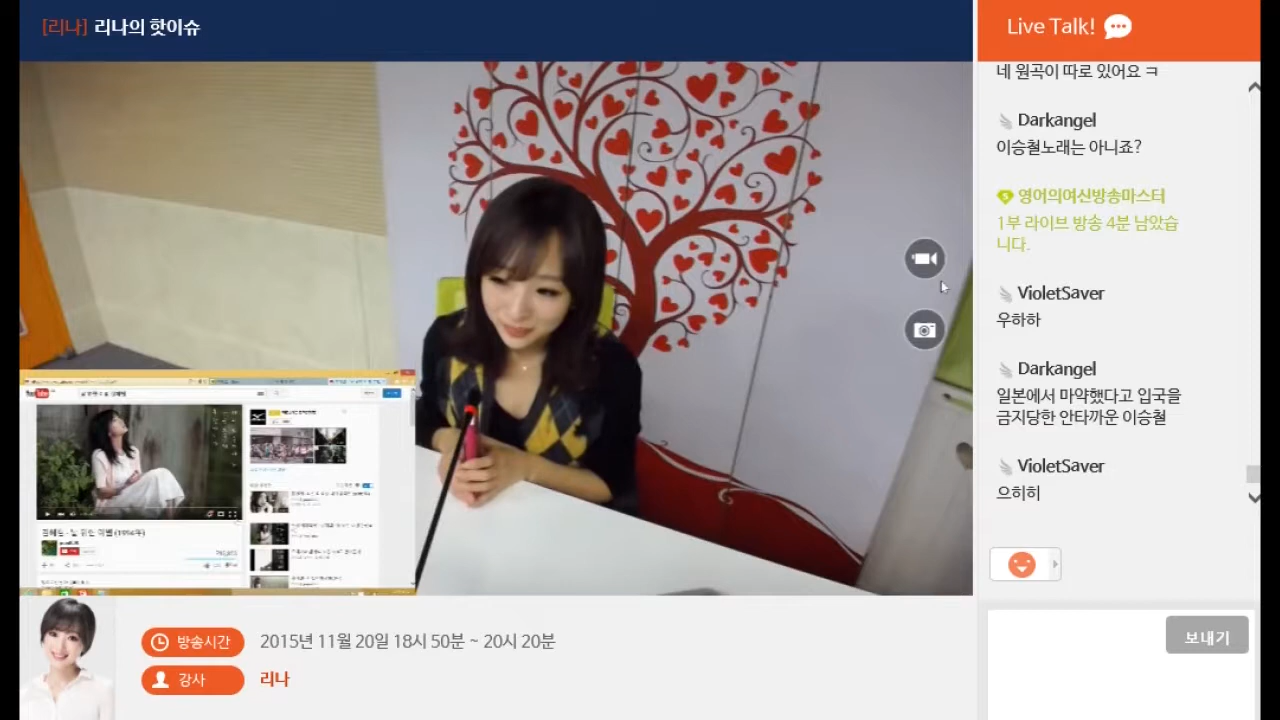 [리나] 리나의 핫이슈
Live Talk!
네 원곡이 따로 있어요 ㅋ
Darkangel
이승철노래는 아니죠?
영어의여신방송마스터
1부 라이브 방송 4분 남았습
니다.
VioletSaver
우하하
Darkangel
일본에서 마약했다고 입국을
금지당한 안타까운 이승철
VioletSaver
으히히
보내기
방송시간 2015년 11월 20일 18시 50분 ~ 20시 20분
강사 리나